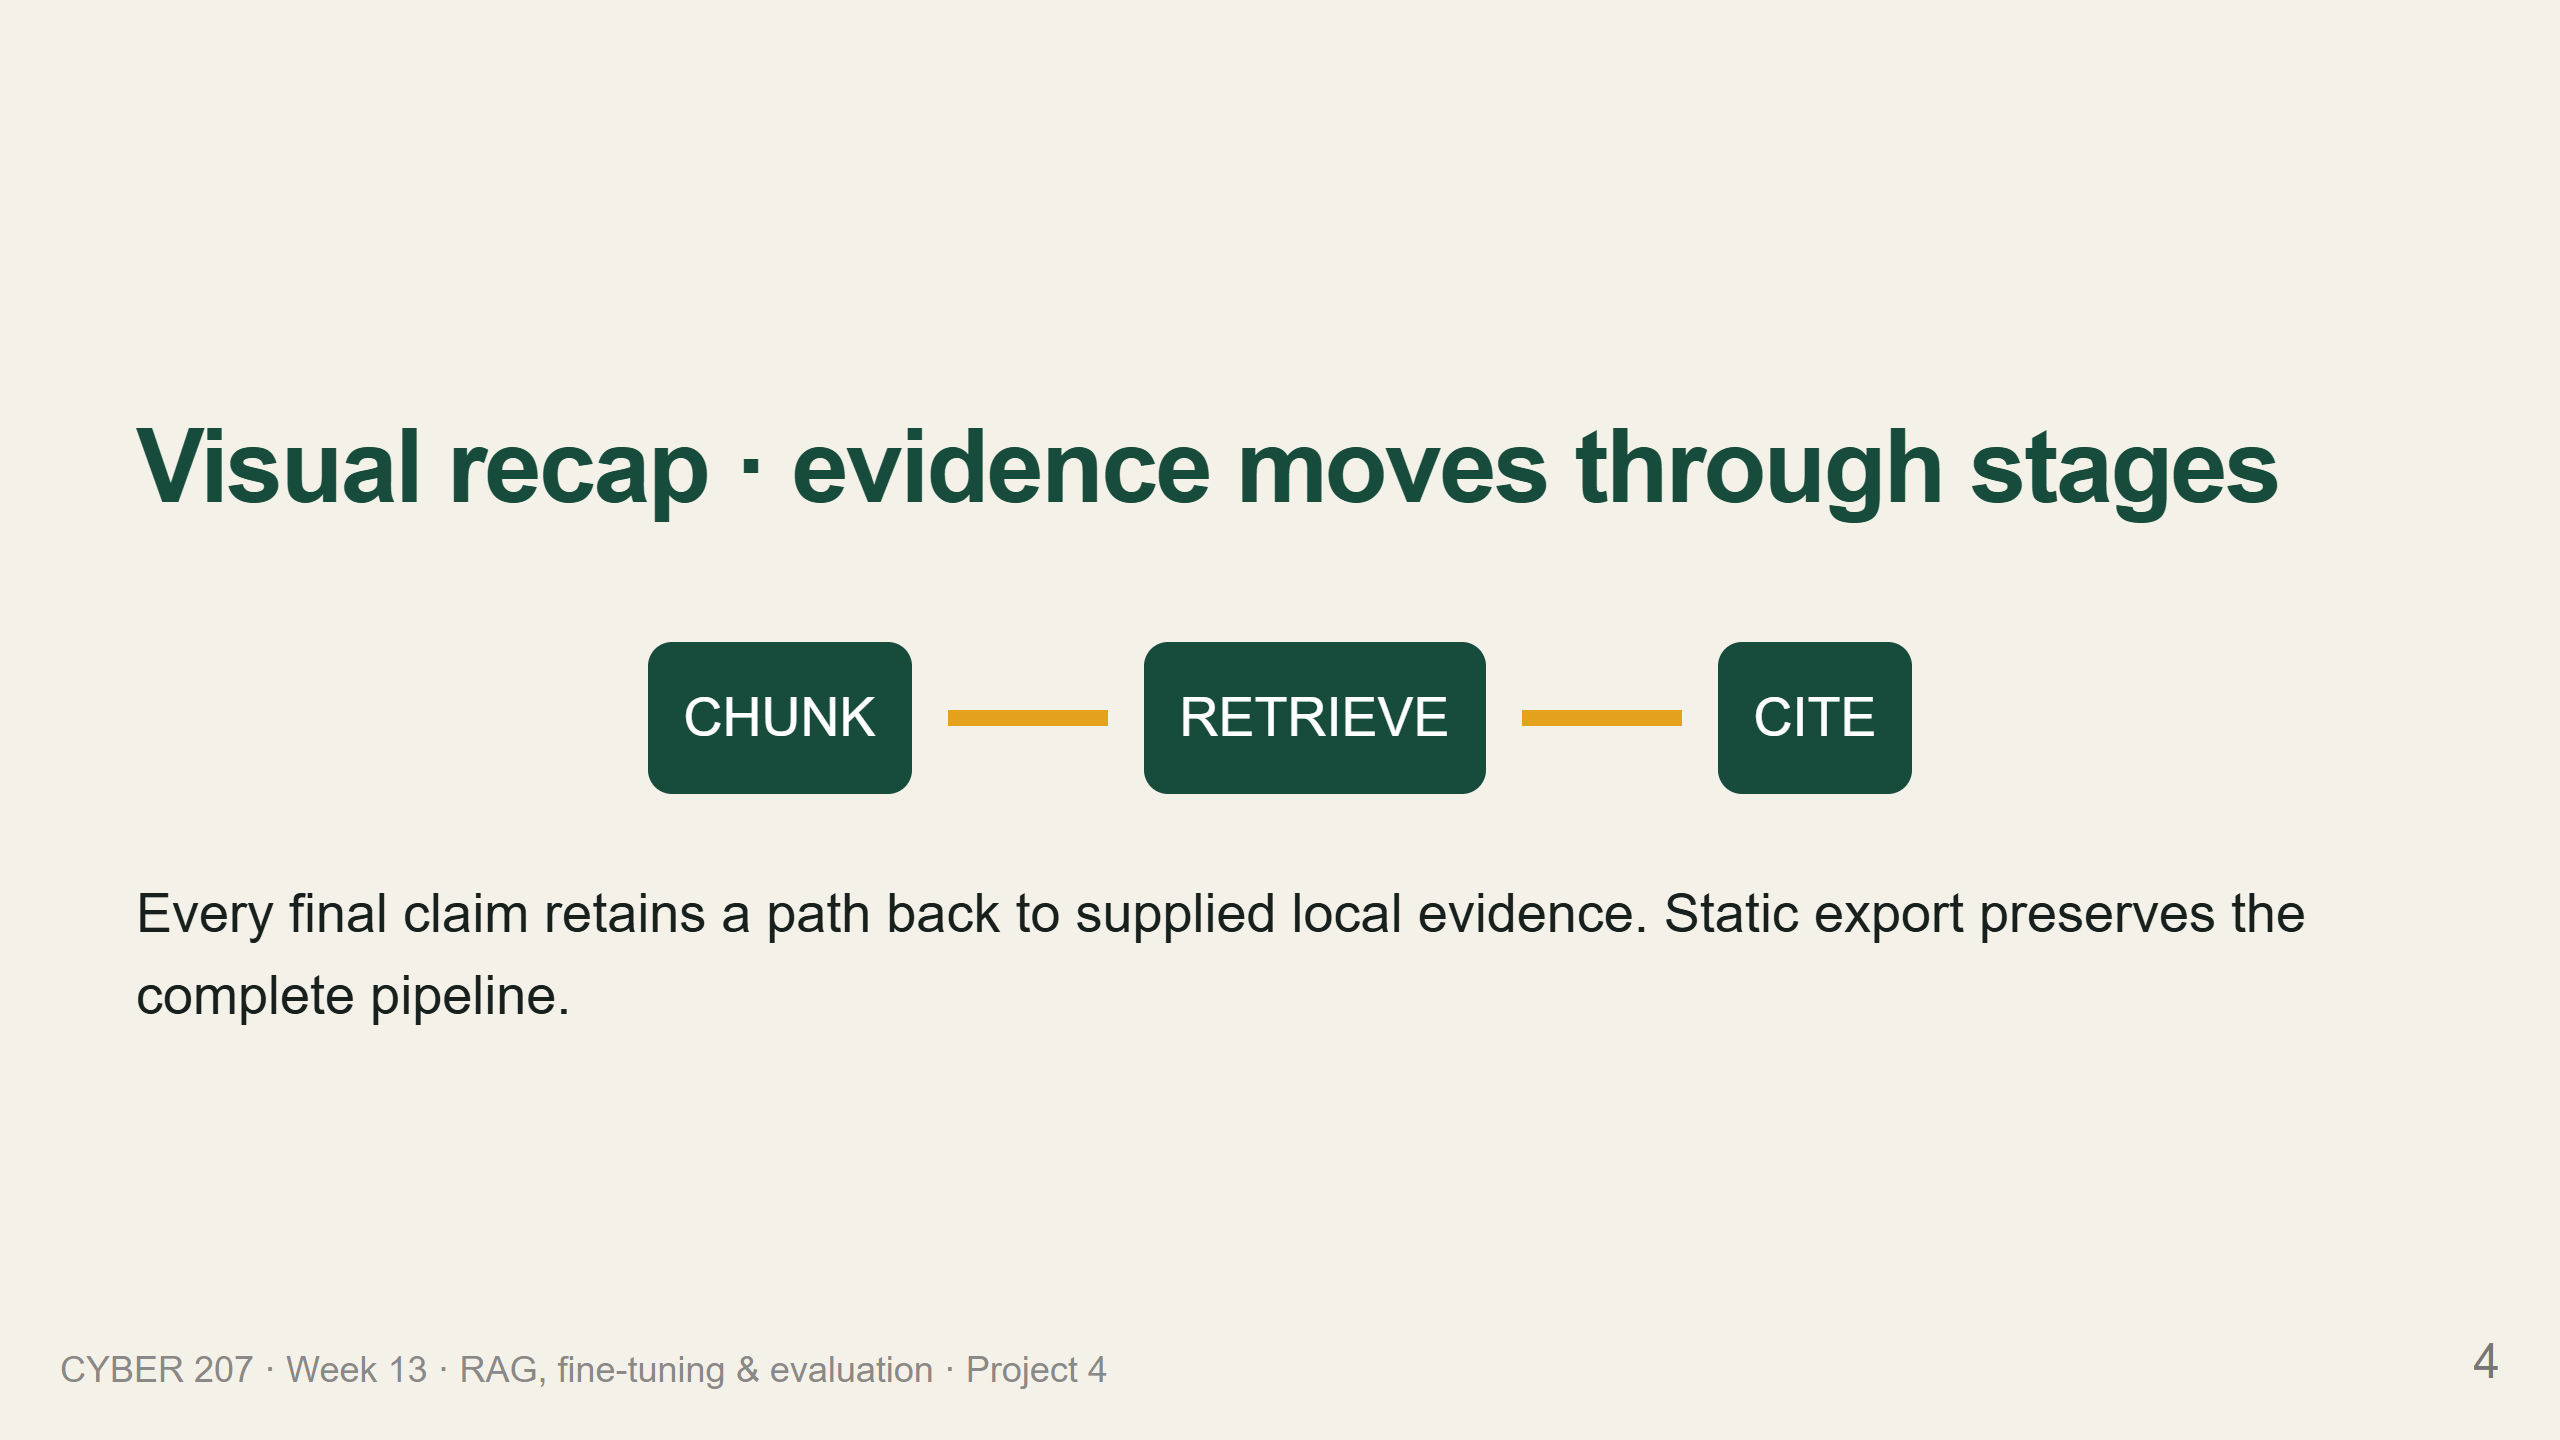 Visual recap · evidence moves through stages
CHUNK RETRIEVE CITE
Every final claim retains a path back to supplied local evidence. Static export preserves the
complete pipeline.
CYBER 207 · Week 13 · RAG, fine-tuning & evaluation · Project 4
4